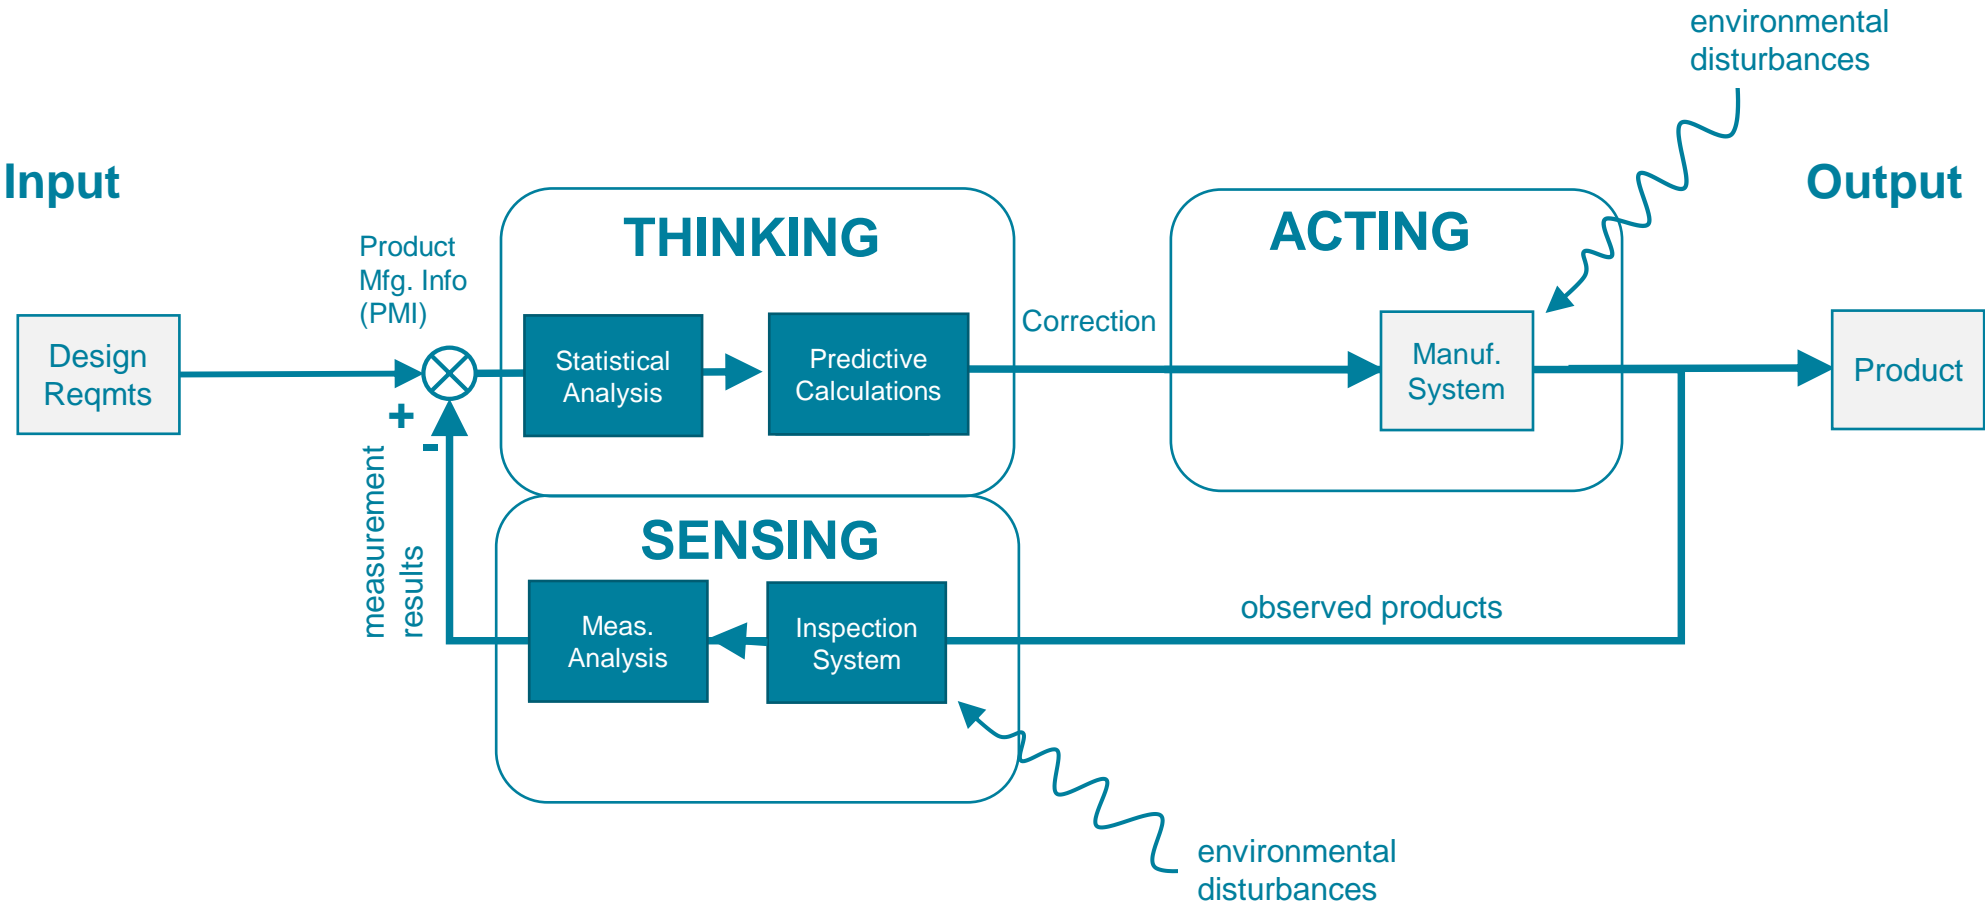 environmental
disturbances
Input
Output
THINKING
ACTING
Product
Mfg. Info
(PMI)
Correction
Design
Reqmts
Statistical
Analysis
Predictive
Calculations
Manuf.
System
Product
+
-
measurement
results
SENSING
observed products
Meas.
Analysis
Inspection
System
environmental
disturbances